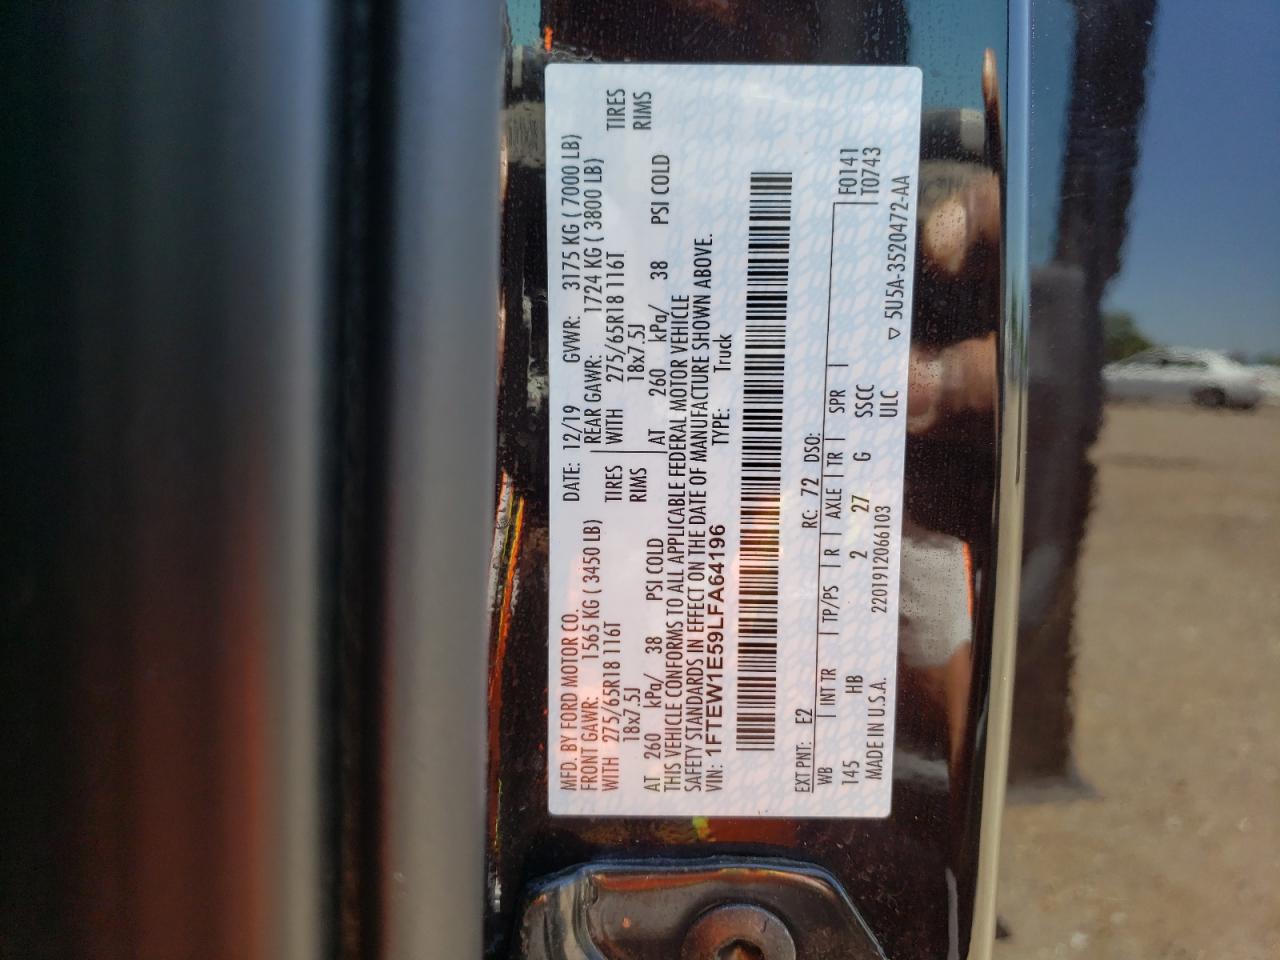 MFD. BY FORD MOTOR CO. DATE: 12/19 GVWR: 3175 KG ( 7000 LB)
FRONT GAWR: 1565 KG ( 3450 LB) REAR GAWR: 1724 KG ( 3800 LB)
WITH 275/65R18 116T TIRES WITH 275/65R18 116T TIRES
18x7.5J RIMS 18x7.5J RIMS
AT 260 kPa/ 38 PSI COLD AT 260 kPa/ 38 PSI COLD
THIS VEHICLE CONFORMS TO ALL APPLICABLE FEDERAL MOTOR VEHICLE
SAFETY STANDARDS IN EFFECT ON THE DATE OF MANUFACTURE SHOWN ABOVE.
VIN: 1FTEW1E59LFA64196 TYPE: Truck
EXT PNT: E2 RC: 72 DSO: F0141
WB INT TR TP/PS R AXLE TR SPR T0743
145 HB 2 27 G SSCC
MADE IN U.S.A. 2201912066103 ULC ▽ 5U5A-3520472-AA